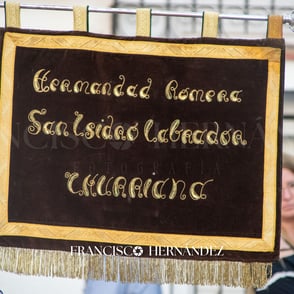 Hermandad Romera
San Isidro Labrador
CHURRIANA
FRANCISCO HERNÁNDEZ